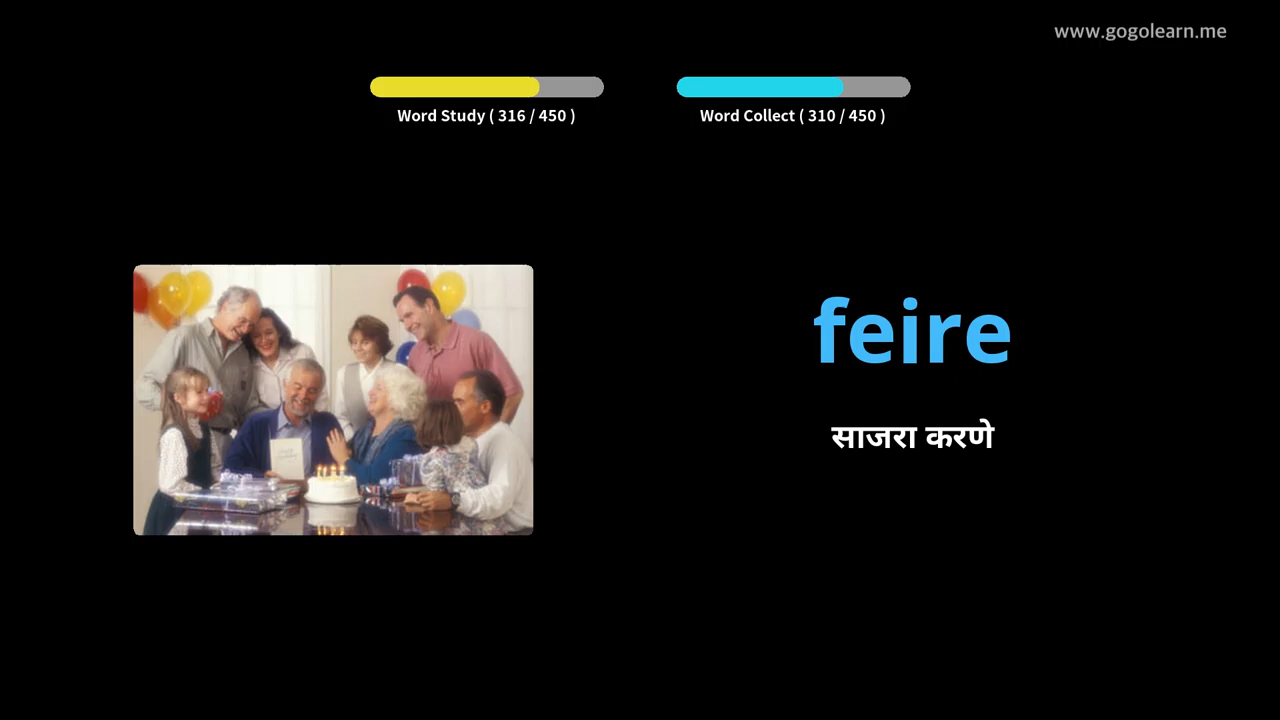 www.gogolearn.me
Word Study ( 316 / 450 )
Word Collect ( 310 / 450 )
feire
साजरा करणे